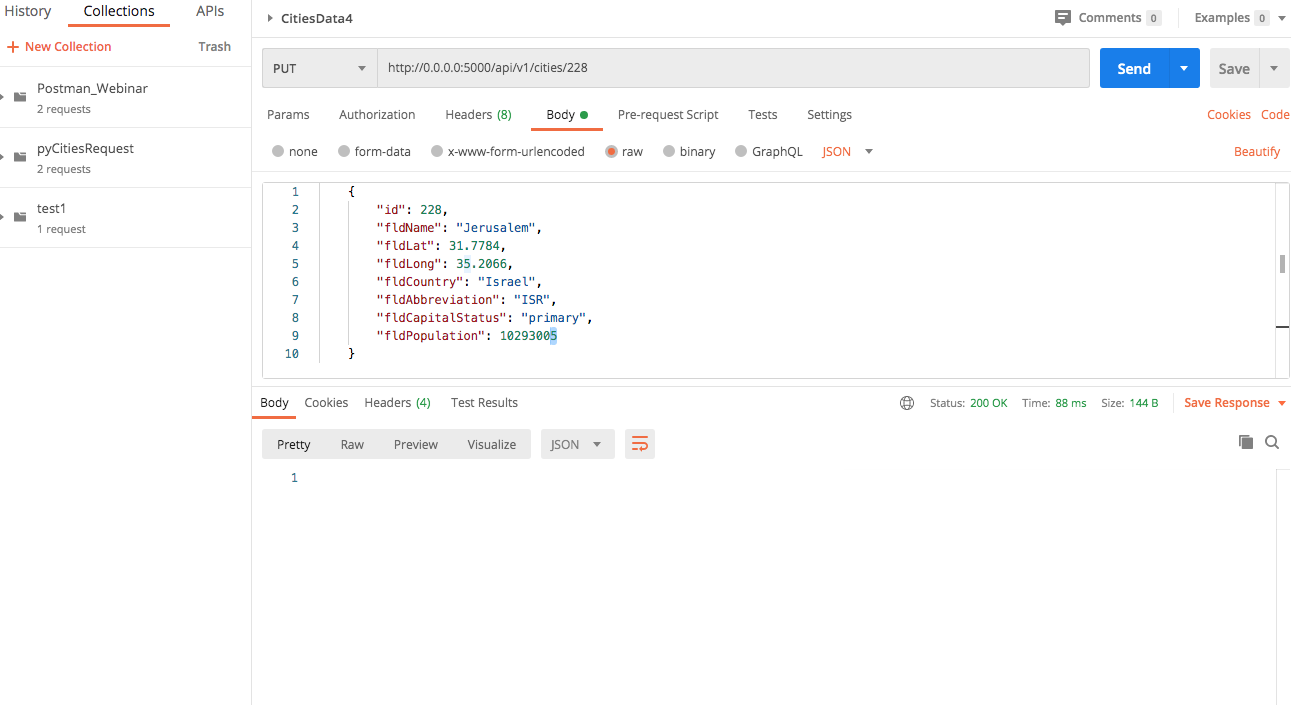 History Collections APIs
+ New Collection Trash
Postman_Webinar
2 requests
pyCitiesRequest
2 requests
test1
1 request
CitiesData4 Comments 0 Examples 0
PUT http://0.0.0.0:5000/api/v1/cities/228 Send Save
Params Authorization Headers (8) Body Pre-request Script Tests Settings Cookies Code
none form-data x-www-form-urlencoded raw binary GraphQL JSON Beautify
1 {
2 "id": 228,
3 "fldName": "Jerusalem",
4 "fldLat": 31.7784,
5 "fldLong": 35.2066,
6 "fldCountry": "Israel",
7 "fldAbbreviation": "ISR",
8 "fldCapitalStatus": "primary",
9 "fldPopulation": 10293005
10 }
Body Cookies Headers (4) Test Results Status: 200 OK Time: 88 ms Size: 144 B Save Response
Pretty Raw Preview Visualize JSON
1